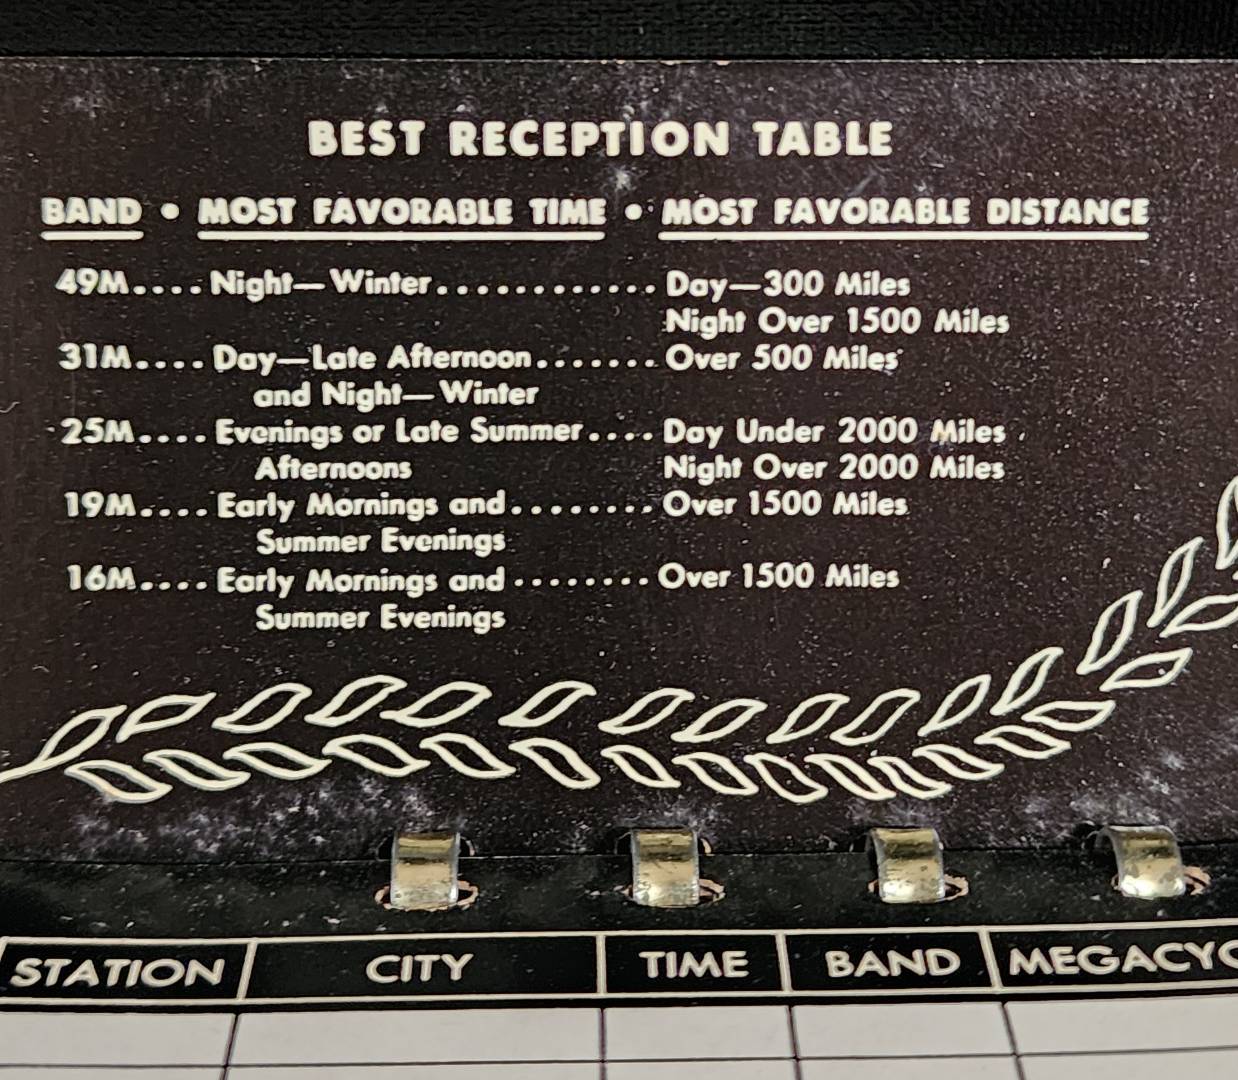 BEST RECEPTION TABLE
BAND • MOST FAVORABLE TIME • MOST FAVORABLE DISTANCE
49M.... Night—Winter............ Day—300 Miles
Night Over 1500 Miles
31M.... Day—Late Afternoon....... Over 500 Miles
and Night—Winter
25M.... Evenings or Late Summer.... Day Under 2000 Miles
Afternoons Night Over 2000 Miles
19M.... Early Mornings and........ Over 1500 Miles
Summer Evenings
16M.... Early Mornings and ........ Over 1500 Miles
Summer Evenings
STATION CITY TIME BAND MEGACYC